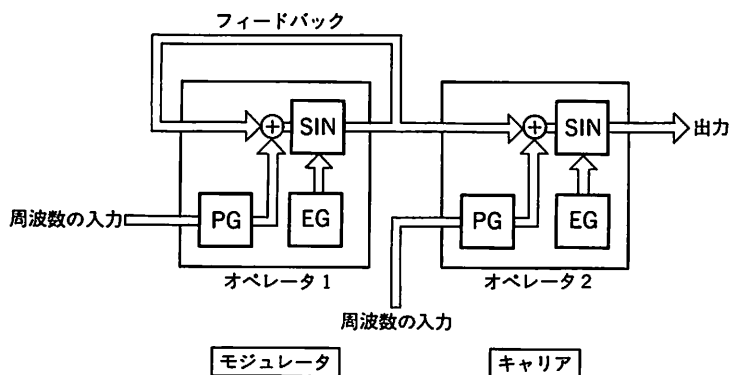 フィードバック
SIN
SIN
出力
周波数の入力
PG
EG
PG
EG
オペレータ1
オペレータ2
周波数の入力
モジュレータ
キャリア